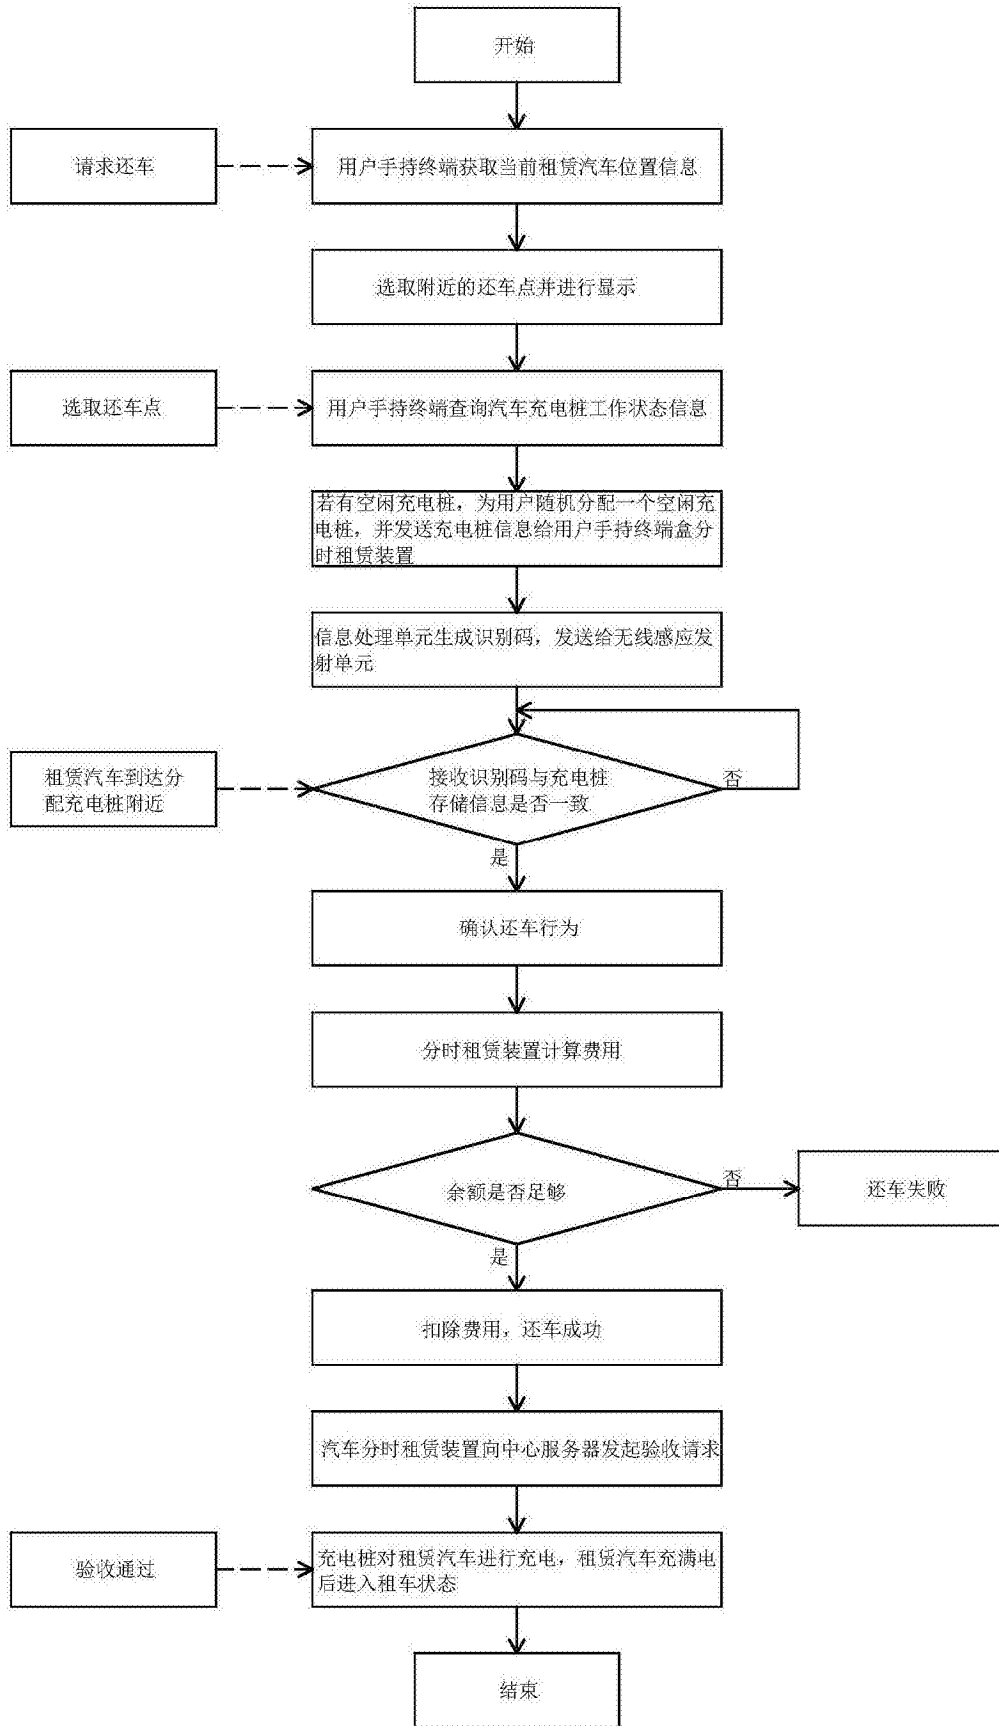 开始
请求还车
用户手持终端获取当前租赁汽车位置信息
选取附近的还车点并进行显示
选取还车点
用户手持终端查询汽车充电桩工作状态信息
若有空闲充电桩，为用户随机分配一个空闲充
电桩，并发送充电桩信息给用户手持终端盒分
时租赁装置
信息处理单元生成识别码，发送给无线感应发
射单元
租赁汽车到达分
配充电桩附近
接收识别码与充电桩
存储信息是否一致
否
是
确认还车行为
分时租赁装置计算费用
余额是否足够
否
还车失败
是
扣除费用，还车成功
汽车分时租赁装置向中心服务器发起验收请求
验收通过
充电桩对租赁汽车进行充电，租赁汽车充满电
后进入租车状态
结束